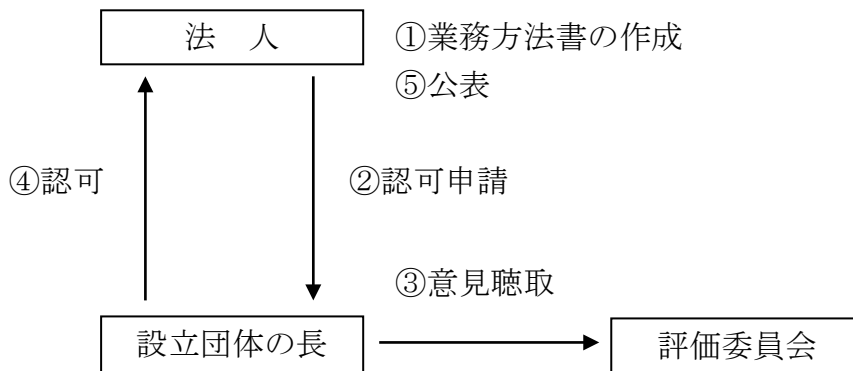 法　人
①業務方法書の作成
⑤公表
④認可
②認可申請
③意見聴取
設立団体の長
評価委員会